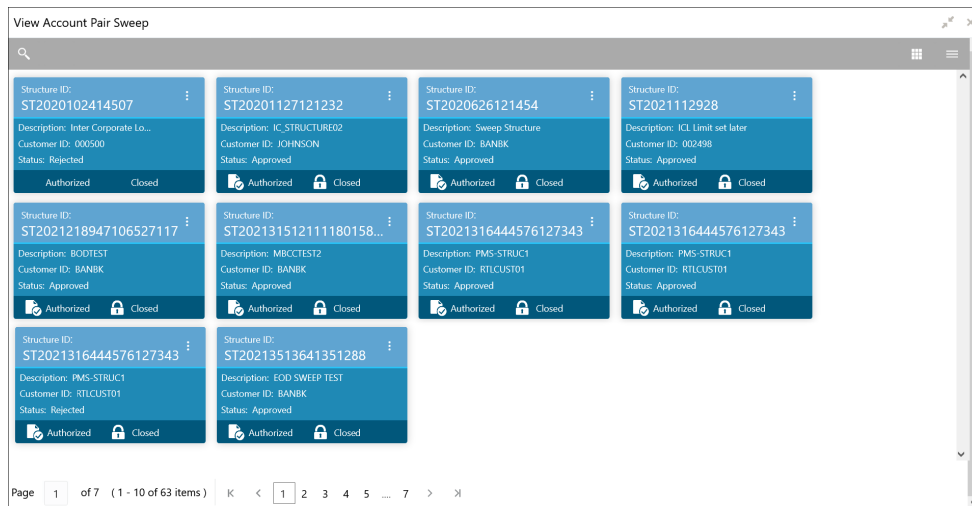 View Account Pair Sweep
Structure ID:
ST2020102414507
Description: Inter Corporate Lo...
Customer ID: 000500
Status: Rejected
Authorized Closed
Structure ID:
ST20201127121232
Description: IC_STRUCTURE02
Customer ID: JOHNSON
Status: Approved
Authorized Closed
Structure ID:
ST2020626121454
Description: Sweep Structure
Customer ID: BANBK
Status: Approved
Authorized Closed
Structure ID:
ST2021112928
Description: ICL Limit set later
Customer ID: 002498
Status: Approved
Authorized Closed
Structure ID:
ST2021218947106527117
Description: BODTEST
Customer ID: BANBK
Status: Approved
Authorized Closed
Structure ID:
ST202131512111180158...
Description: MBCCTEST2
Customer ID: BANBK
Status: Approved
Authorized Closed
Structure ID:
ST2021316444576127343
Description: PMS-STRUC1
Customer ID: RTLCUST01
Status: Approved
Authorized Closed
Structure ID:
ST2021316444576127343
Description: PMS-STRUC1
Customer ID: RTLCUST01
Status: Approved
Authorized Closed
Structure ID:
ST2021316444576127343
Description: PMS-STRUC1
Customer ID: RTLCUST01
Status: Rejected
Authorized Closed
Structure ID:
ST20213513641351288
Description: EOD SWEEP TEST
Customer ID: BANBK
Status: Approved
Authorized Closed
Page 1 of 7 ( 1 - 10 of 63 items ) 1 2 3 4 5 ... 7